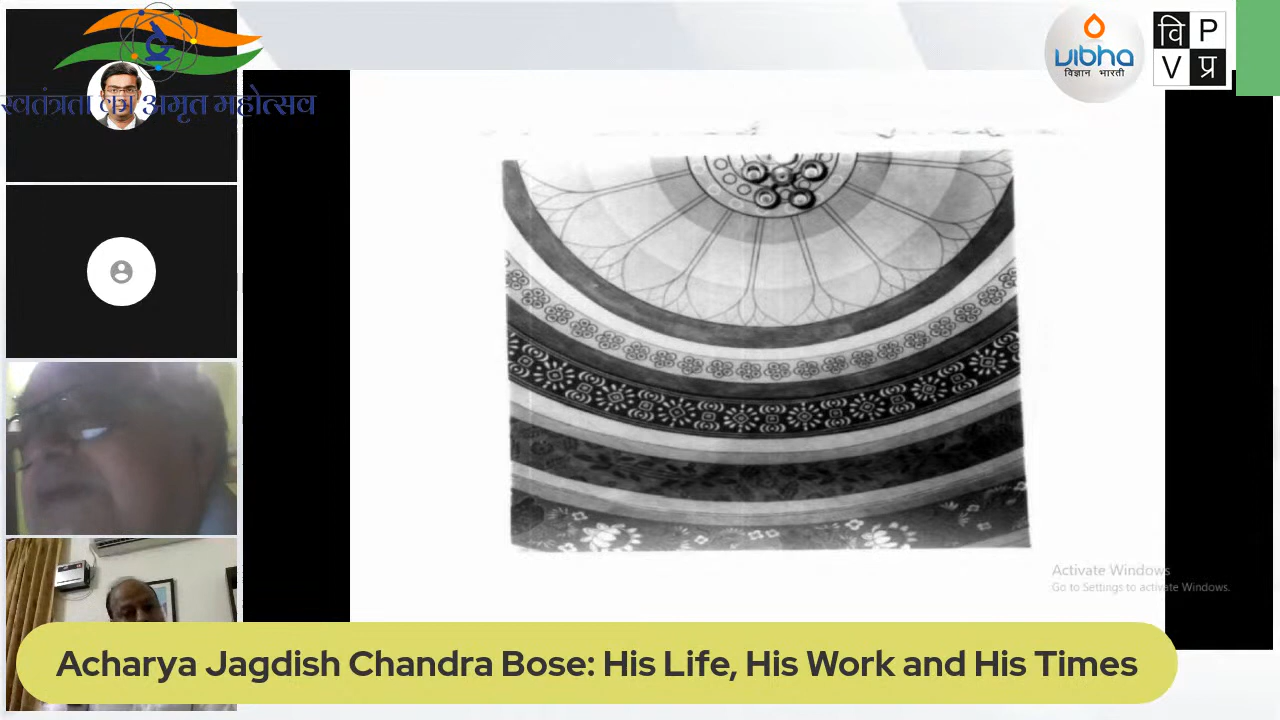 स्वतंत्रता का अमृत महोत्सव
vıbha
विज्ञान भारती
वि P
V प्र
Activate Windows
Go to Settings to activate Windows.
Acharya Jagdish Chandra Bose: His Life, His Work and His Times